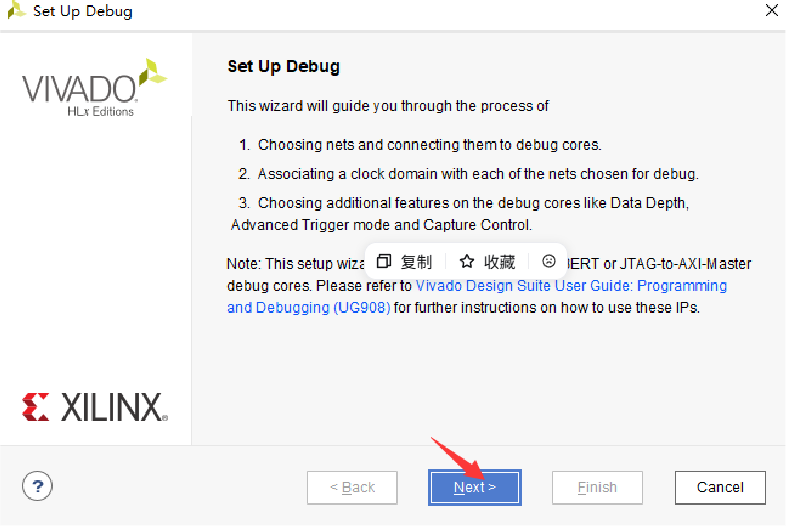 Set Up Debug
VIVADO
HLx Editions
Set Up Debug
This wizard will guide you through the process of
1. Choosing nets and connecting them to debug cores.
2. Associating a clock domain with each of the nets chosen for debug.
3. Choosing additional features on the debug cores like Data Depth,
Advanced Trigger mode and Capture Control.
复制 收藏
Note: This setup or JTAG-to-AXI-Master
debug cores. Please refer to Vivado Design Suite User Guide: Programming
and Debugging (UG908) for further instructions on how to use these IPs.
XILINX
?
< Back
Next >
Finish
Cancel